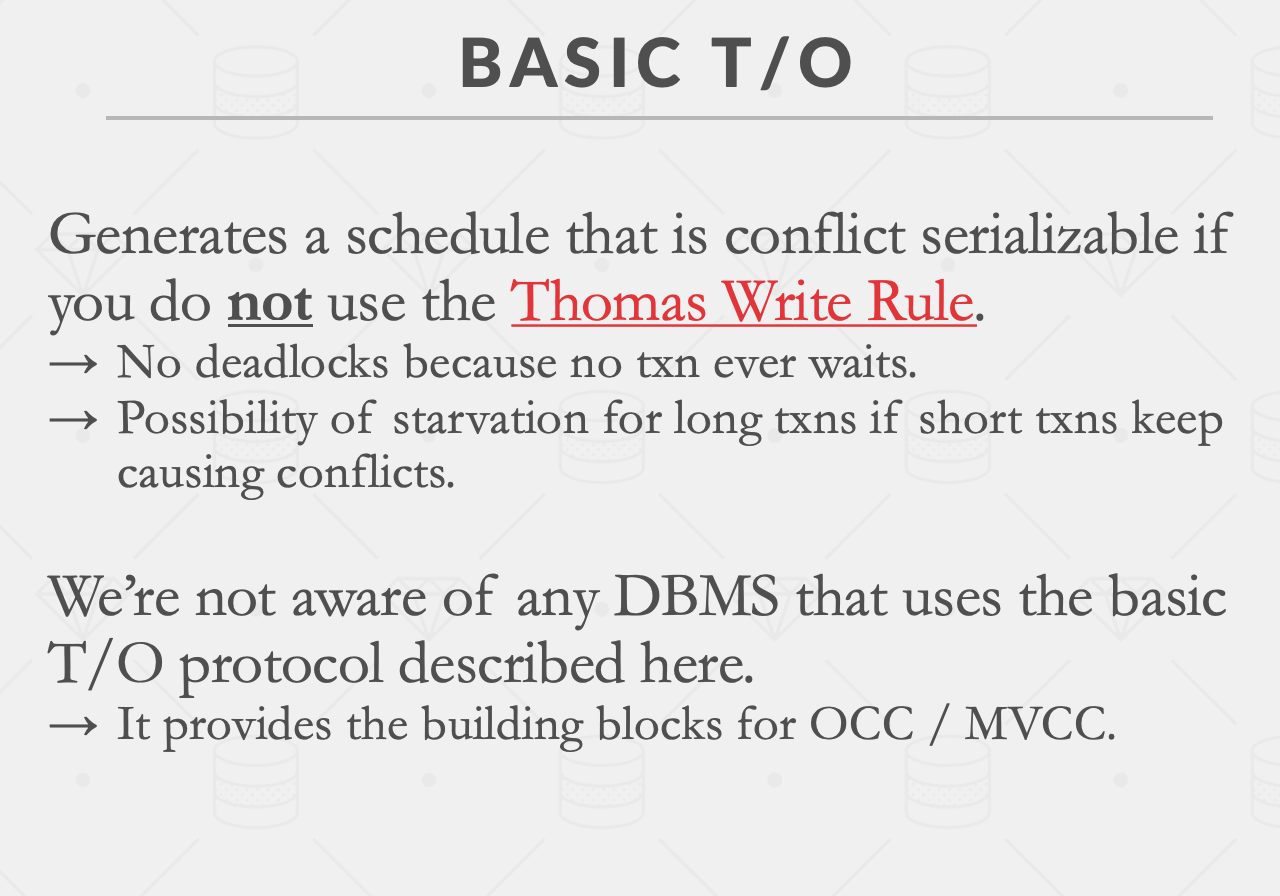 BASIC T/O
Generates a schedule that is conflict serializable if
you do not use the Thomas Write Rule.
→ No deadlocks because no txn ever waits.
→ Possibility of starvation for long txns if short txns keep
causing conflicts.
We’re not aware of any DBMS that uses the basic
T/O protocol described here.
→ It provides the building blocks for OCC / MVCC.